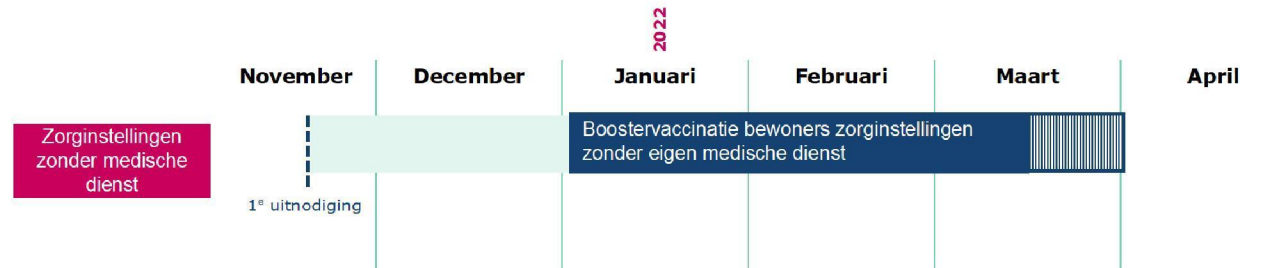 2022
November December Januari Februari Maart April
Zorginstellingen
zonder medische
dienst
Boostervaccinatie bewoners zorginstellingen
zonder eigen medische dienst
1e uitnodiging